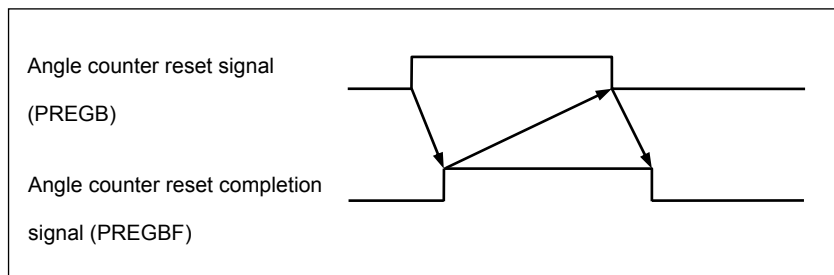 Angle counter reset signal
(PREGB)
Angle counter reset completion
signal (PREGBF)